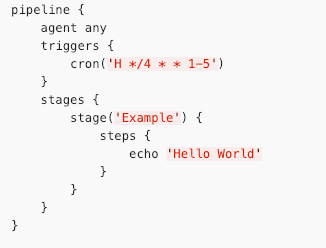 pipeline {
    agent any
    triggers {
        cron('H */4 * * 1-5')
    }
    stages {
        stage('Example') {
            steps {
                echo 'Hello World'
            }
        }
    }
}